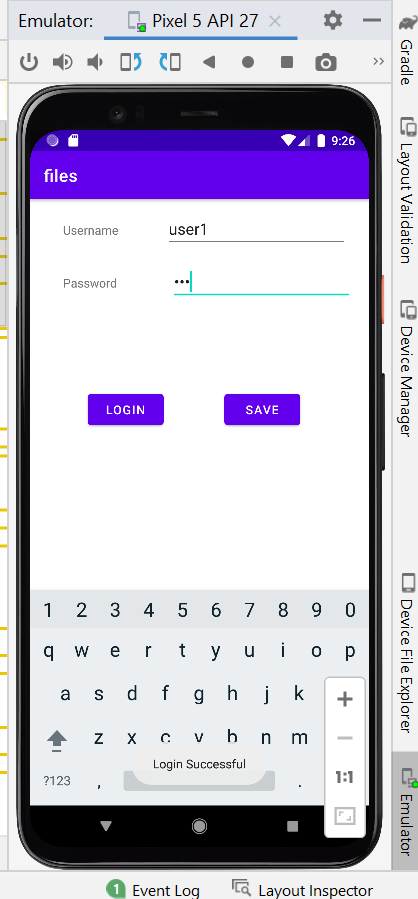 Emulator: Pixel 5 API 27
9:26
files
Username user1
Password •••
LOGIN SAVE
1 2 3 4 5 6 7 8 9 0
q w e r t y u i o p
a s d f g h j k
z x c v b n m
?123 , .
Login Successful
1:1
Gradle
Layout Validation
Device Manager
Device File Explorer
Emulator
1 Event Log Layout Inspector